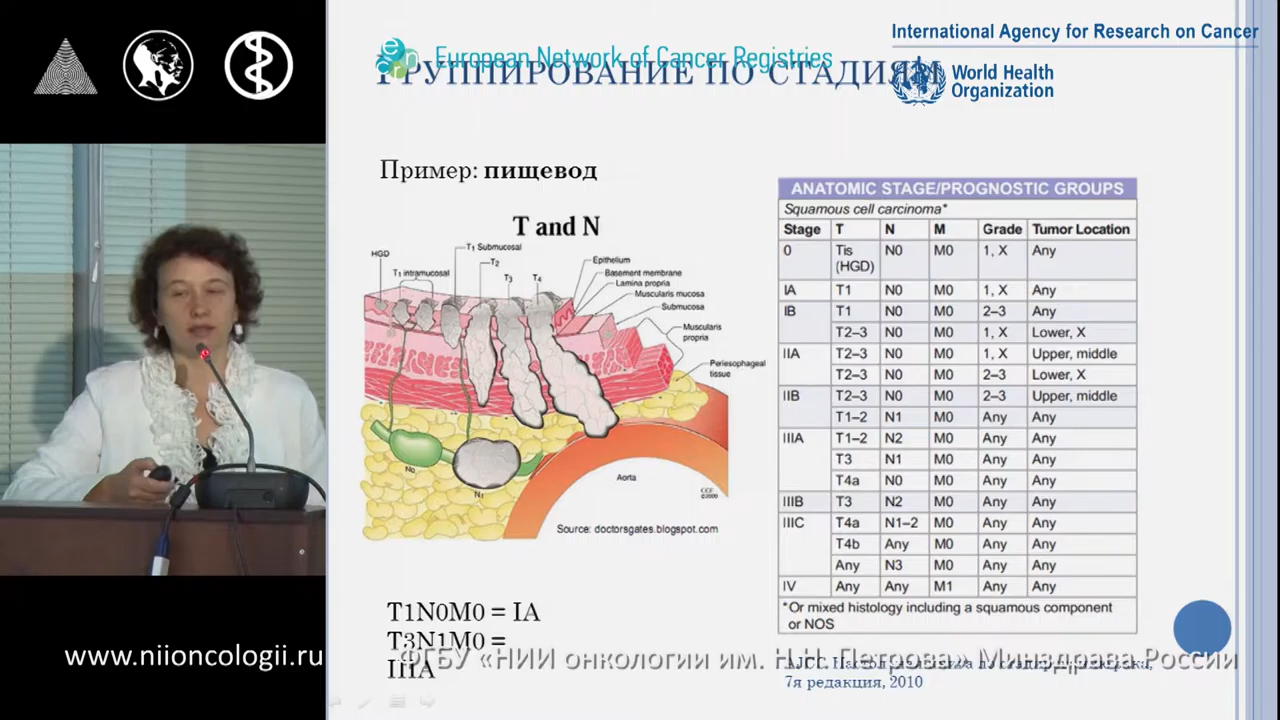 European Network of Cancer Registries
International Agency for Research on Cancer
ГРУППИРОВАНИЕ ПО СТАДИЯМ
World Health
Organization
Пример: пищевод
T and N
HGD
T1 Submucosal
T2
T1 intramucosal
T3
T4
Epithelium
Basement membrane
Lamina propria
Muscularis mucosa
Submucosa
Muscularis
propria
Periesophageal
tissue
N0
N1
Aorta
CCF
©2009
Source: doctorsgates.blogspot.com
ANATOMIC STAGE/PROGNOSTIC GROUPS
Squamous cell carcinoma*
Stage T N M Grade Tumor Location
0 Tis (HGD) N0 M0 1, X Any
IA T1 N0 M0 1, X Any
IB T1 N0 M0 2–3 Any
T2–3 N0 M0 1, X Lower, X
IIA T2–3 N0 M0 1, X Upper, middle
T2–3 N0 M0 2–3 Lower, X
IIB T2–3 N0 M0 2–3 Upper, middle
T1–2 N1 M0 Any Any
IIIA T1–2 N2 M0 Any Any
T3 N1 M0 Any Any
T4a N0 M0 Any Any
IIIB T3 N2 M0 Any Any
IIIC T4a N1–2 M0 Any Any
T4b Any M0 Any Any
Any N3 M0 Any Any
IV Any Any M1 Any Any
*Or mixed histology including a squamous component
or NOS
T1N0M0 = IA
T3N1M0 =
IIIA
www.niioncologii.ru
ФГБУ «НИИ онкологии им. Н.Н. Петрова» Минздрава России
7я редакция, 2010